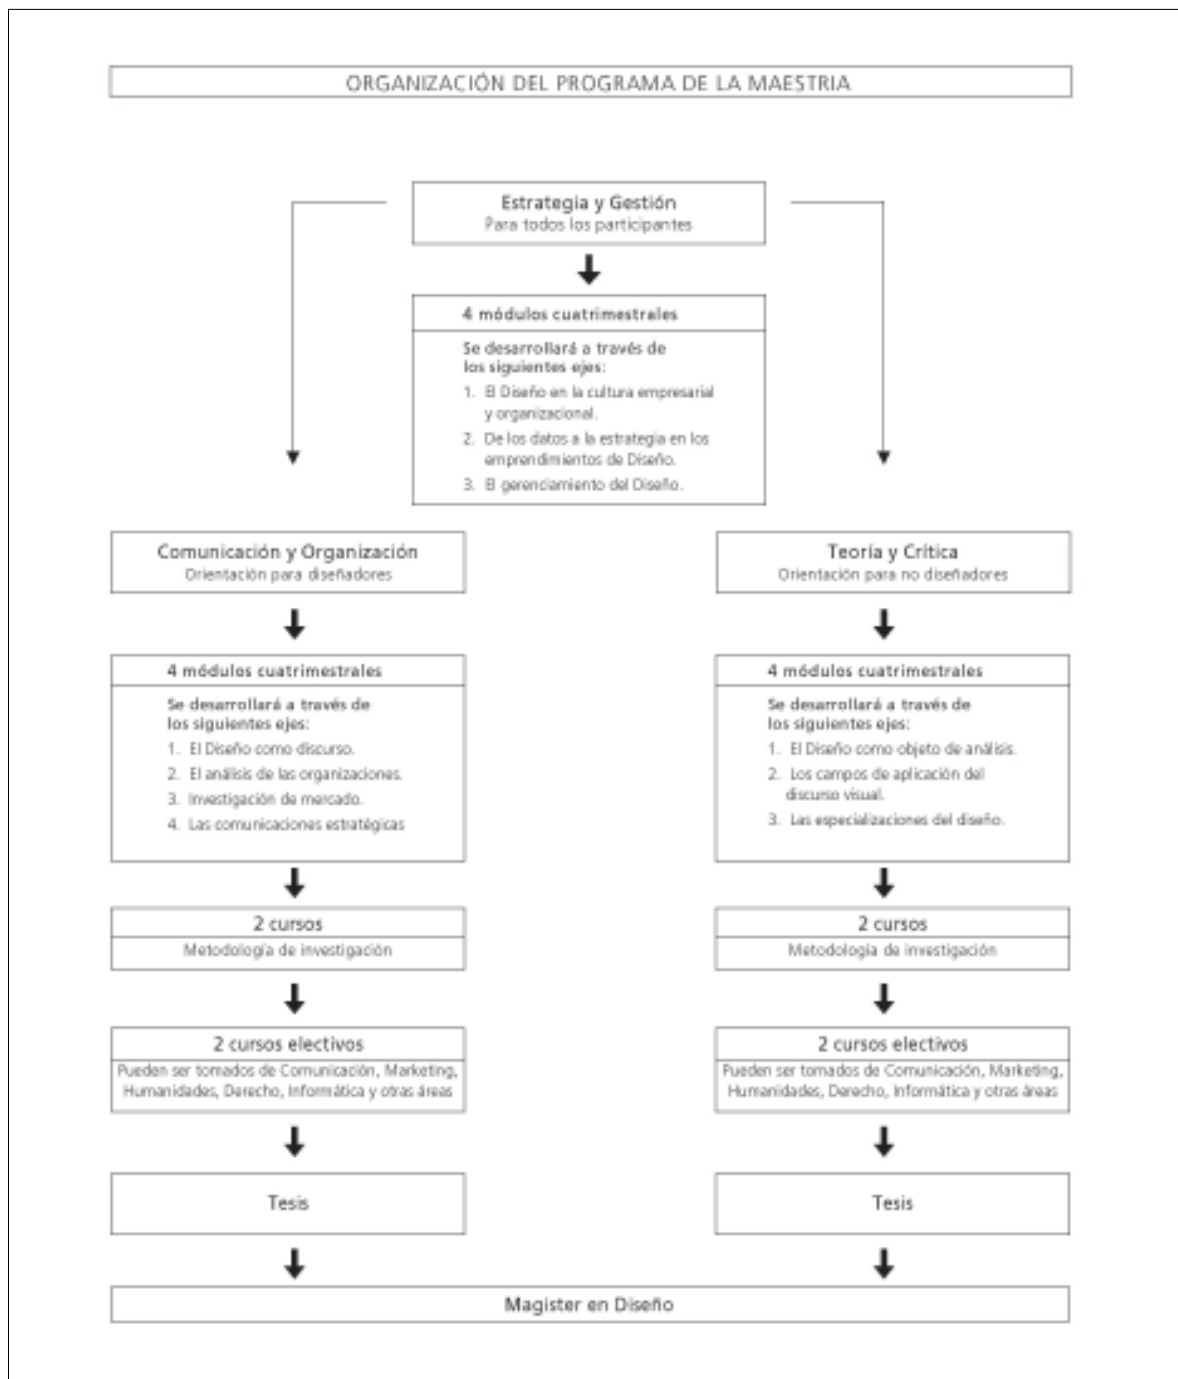 ORGANIZACIÓN DEL PROGRAMA DE LA MAESTRIA
Estrategia y Gestión
Para todos los participantes
4 módulos cuatrimestrales
Se desarrollará a través de
los siguientes ejes:
1. El Diseño en la cultura empresarial
y organizacional.
2. De los datos a la estrategia en los
emprendimientos de Diseño.
3. El gerenciamiento del Diseño.
Comunicación y Organización
Orientación para diseñadores
4 módulos cuatrimestrales
Se desarrollará a través de
los siguientes ejes:
1. El Diseño como discurso.
2. El análisis de las organizaciones.
3. Investigación de mercado.
4. Las comunicaciones estratégicas
2 cursos
Metodología de investigación
2 cursos electivos
Pueden ser tomados de Comunicación, Marketing,
Humanidades, Derecho, Informática y otras áreas
Tesis
Teoría y Crítica
Orientación para no diseñadores
4 módulos cuatrimestrales
Se desarrollará a través de
los siguientes ejes:
1. El Diseño como objeto de análisis.
2. Los campos de aplicación del
discurso visual.
3. Las especializaciones del diseño.
2 cursos
Metodología de investigación
2 cursos electivos
Pueden ser tomados de Comunicación, Marketing,
Humanidades, Derecho, Informática y otras áreas
Tesis
Magister en Diseño